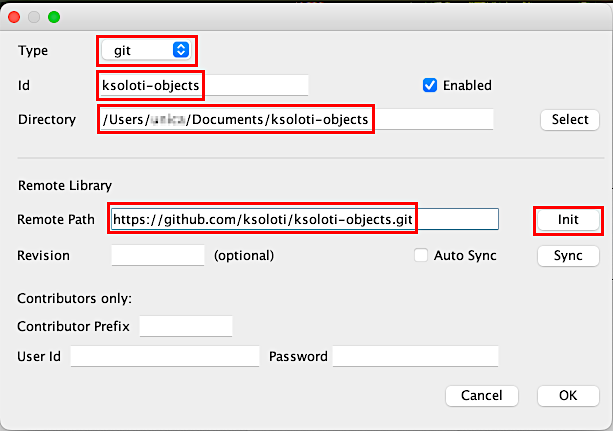 Type git
Id ksoloti-objects Enabled
Directory /Users/ /Documents/ksoloti-objects Select
Remote Library
Remote Path https://github.com/ksoloti/ksoloti-objects.git Init
Revision (optional) Auto Sync Sync
Contributors only:
Contributor Prefix
User Id Password
Cancel OK